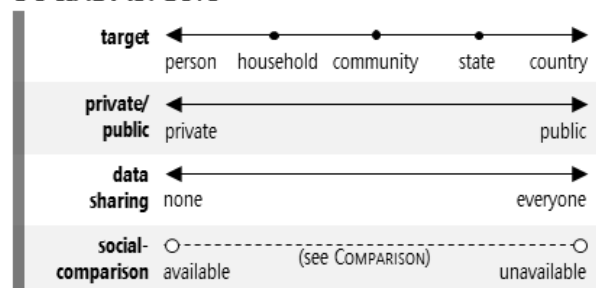 target
person household community state country
private/
public private public
data
sharing none everyone
social-
(see COMPARISON)
comparison available unavailable